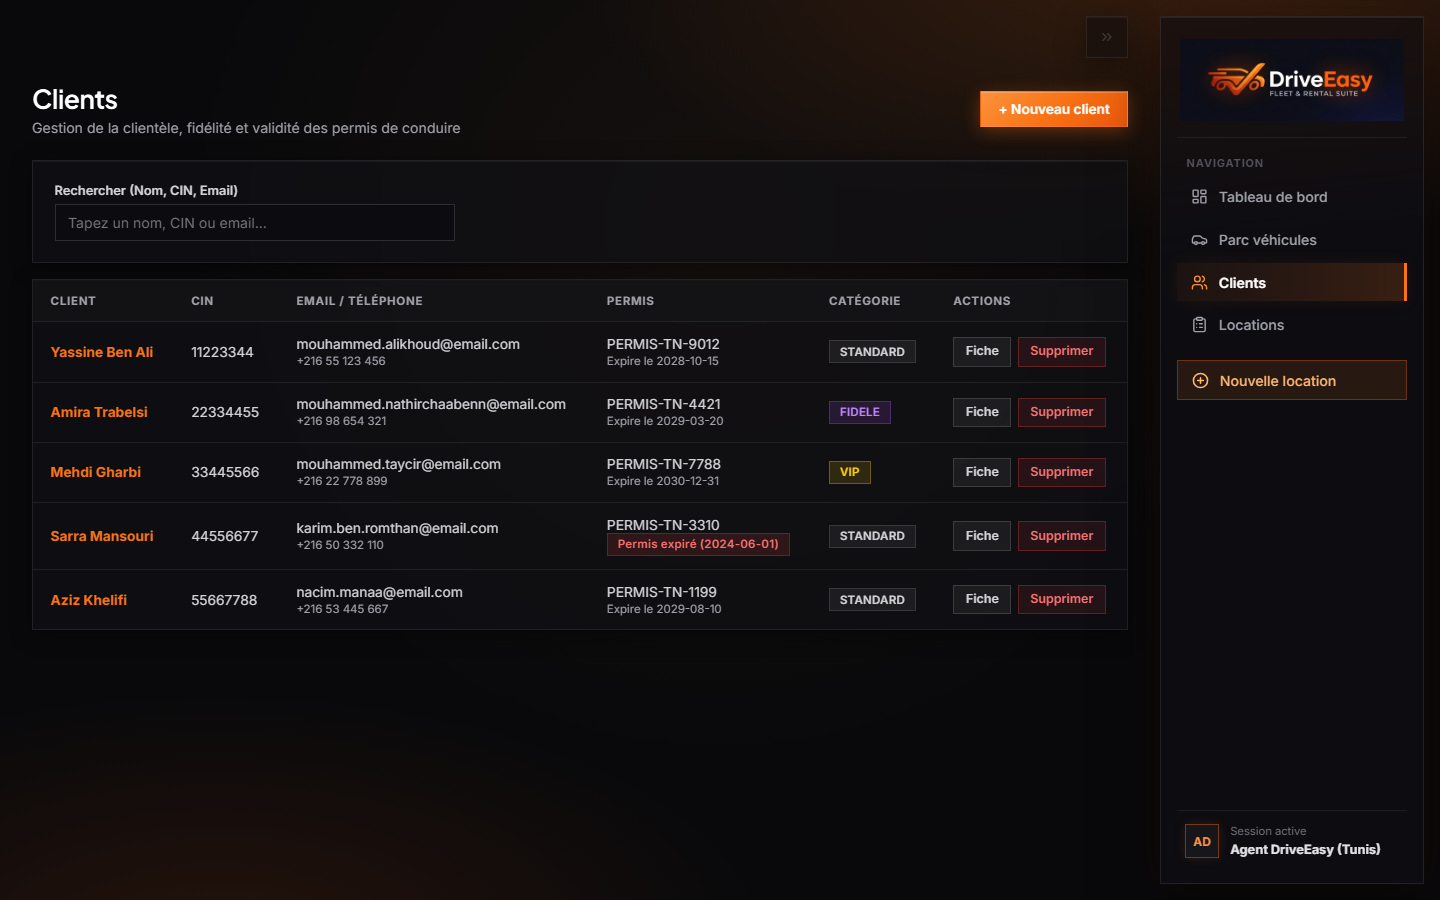 »
Clients
Gestion de la clientèle, fidélité et validité des permis de conduire
+ Nouveau client
Rechercher (Nom, CIN, Email)
Tapez un nom, CIN ou email...
CLIENT CIN EMAIL / TÉLÉPHONE PERMIS CATÉGORIE ACTIONS
Yassine Ben Ali 11223344 mouhammed.alikhoud@email.com PERMIS-TN-9012 STANDARD Fiche Supprimer
+216 55 123 456 Expire le 2028-10-15
Amira Trabelsi 22334455 mouhammed.nathirchaabenn@email.com PERMIS-TN-4421 FIDELE Fiche Supprimer
+216 98 654 321 Expire le 2029-03-20
Mehdi Gharbi 33445566 mouhammed.taycir@email.com PERMIS-TN-7788 VIP Fiche Supprimer
+216 22 778 899 Expire le 2030-12-31
Sarra Mansouri 44556677 karim.ben.romthan@email.com PERMIS-TN-3310 STANDARD Fiche Supprimer
+216 50 332 110 Permis expiré (2024-06-01)
Aziz Khelifi 55667788 nacim.manaa@email.com PERMIS-TN-1199 STANDARD Fiche Supprimer
+216 53 445 667 Expire le 2029-08-10
DriveEasy
FLEET & RENTAL SUITE
NAVIGATION
Tableau de bord
Parc véhicules
Clients
Locations
Nouvelle location
AD
Session active
Agent DriveEasy (Tunis)